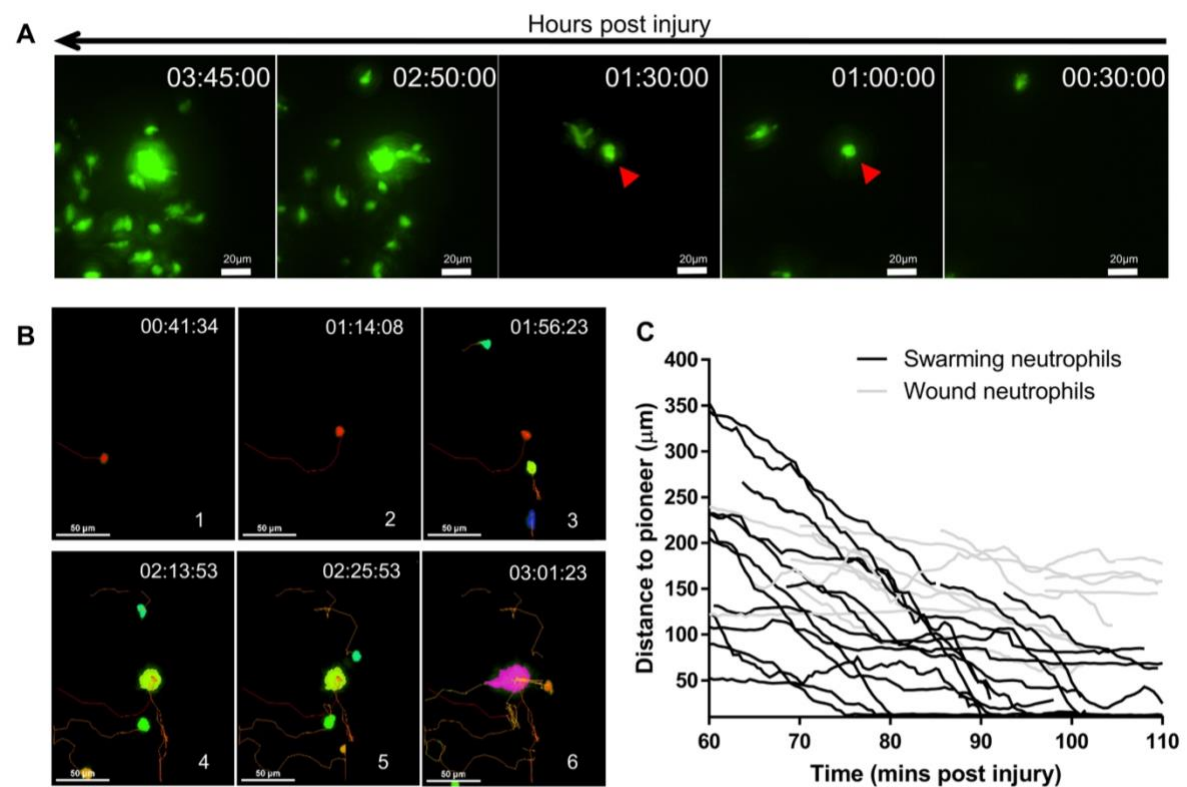 A
Hours post injury
03:45:00 02:50:00 01:30:00 01:00:00 00:30:00
20µm 20µm 20µm 20µm 20µm
B
00:41:34 01:14:08 01:56:23
50 µm 1 50 µm 2 50 µm 3
02:13:53 02:25:53 03:01:23
50 µm 4 50 µm 5 50 µm 6
C
Swarming neutrophils
Wound neutrophils
Distance to pioneer (µm)
400
350
300
250
200
150
100
50
60 70 80 90 100 110
Time (mins post injury)